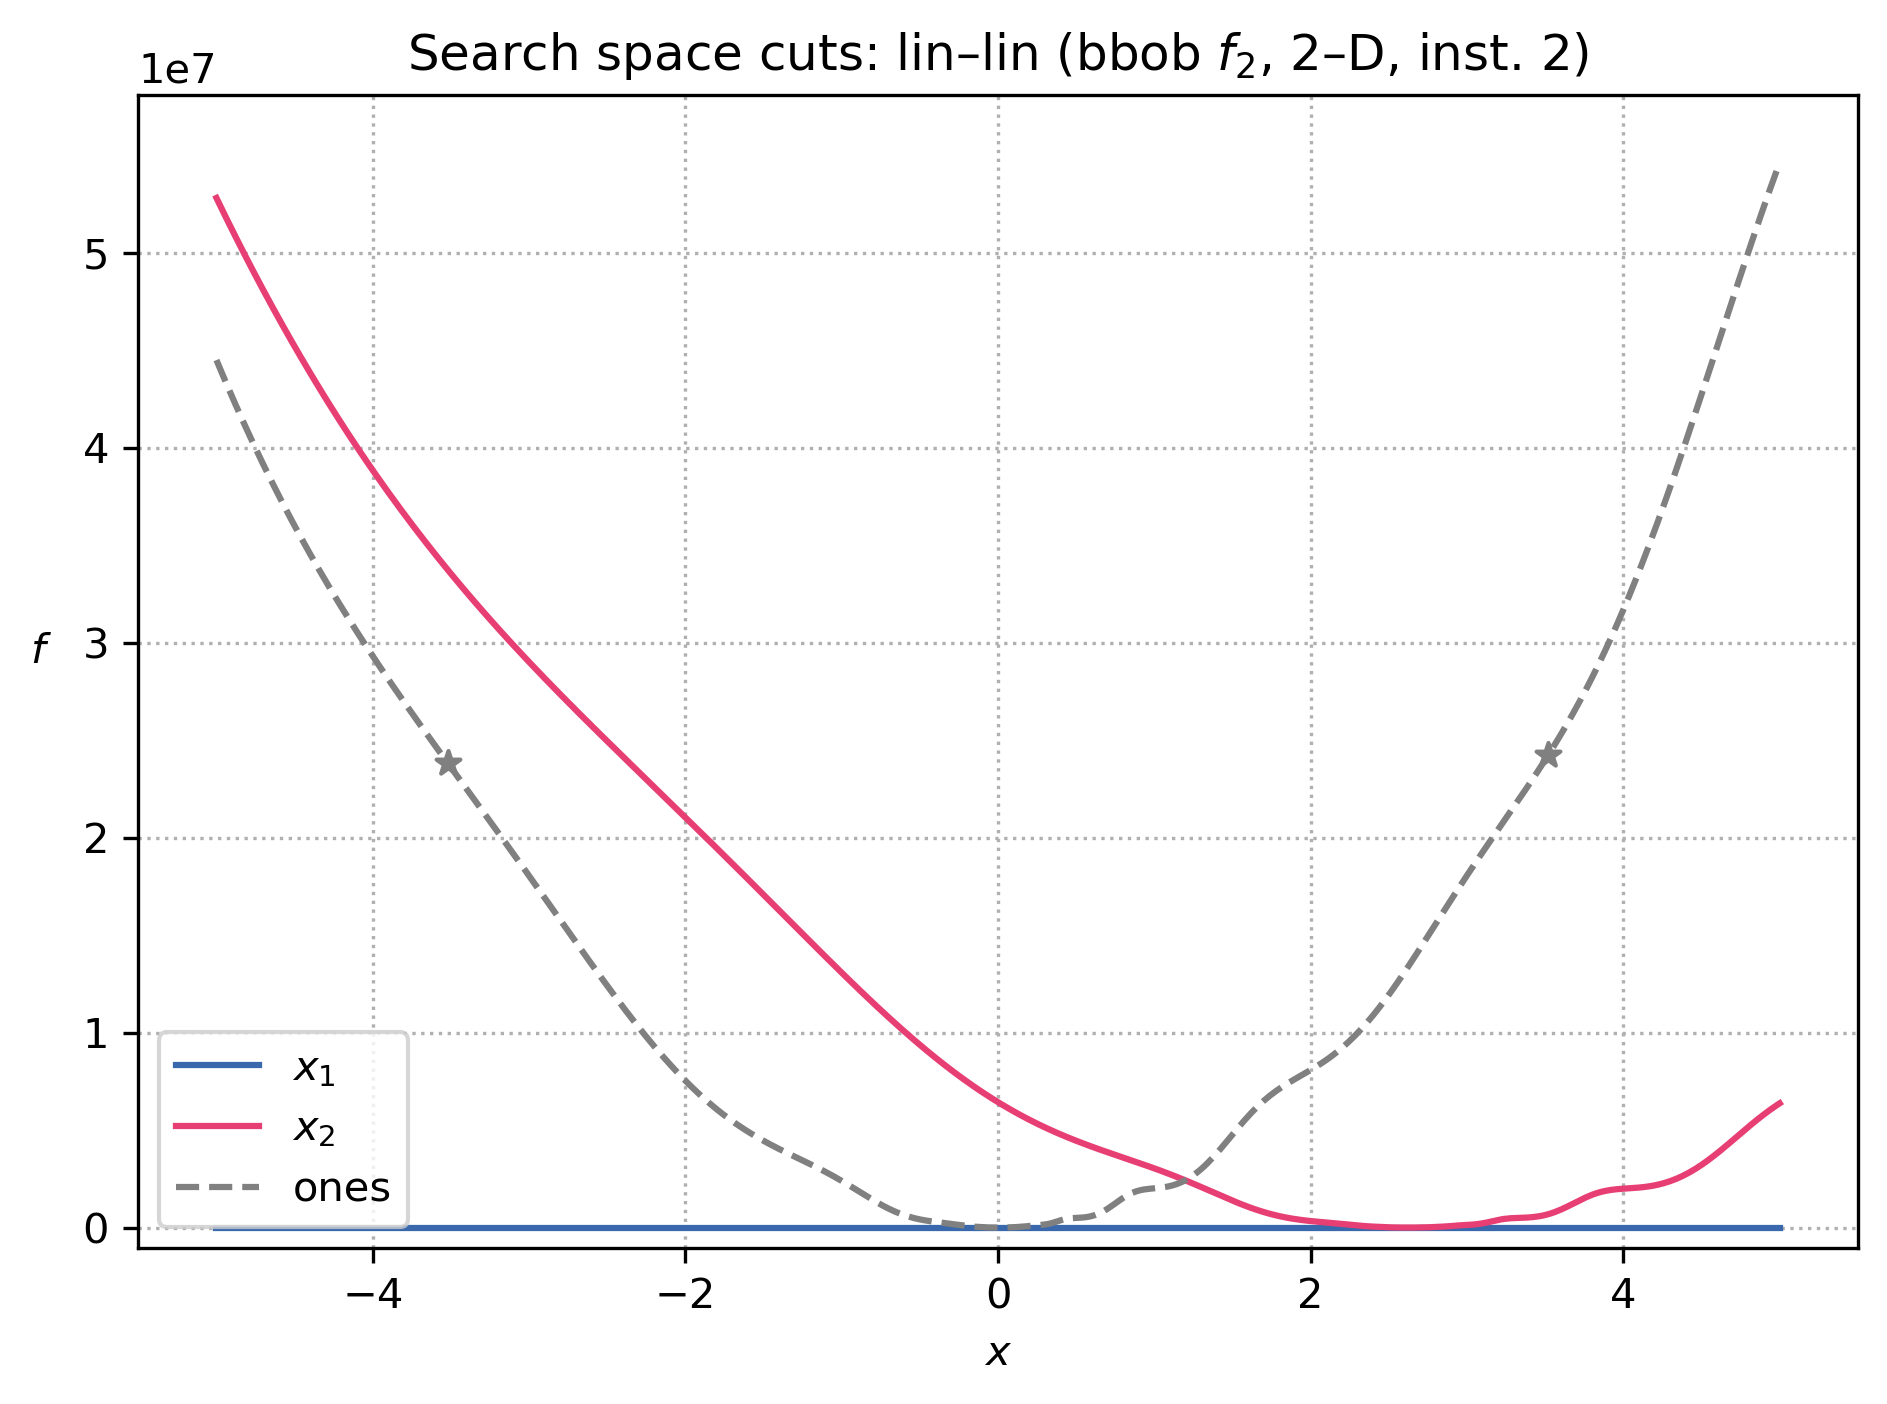 Search space cuts: lin–lin (bbob f₂, 2–D, inst. 2)
1e7
5
4
3
2
1
0
f
x₁
x₂
ones
−4 −2 0 2 4
x